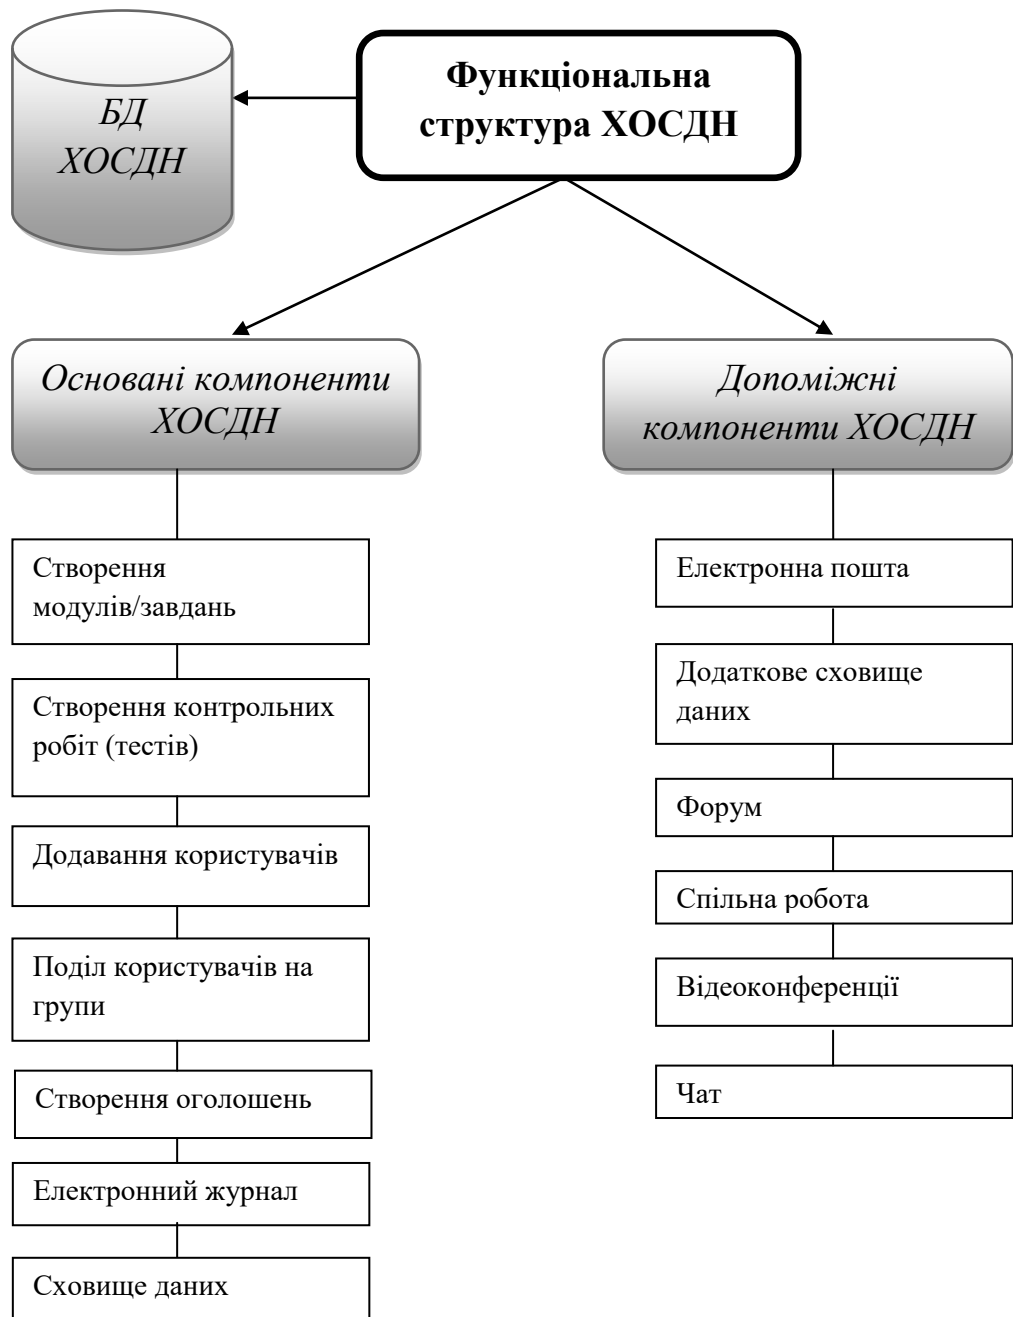 БД
ХОСДН
Функціональна
структура ХОСДН
Основані компоненти
ХОСДН
Створення
модулів/завдань
Створення контрольних
робіт (тестів)
Додавання користувачів
Поділ користувачів на
групи
Створення оголошень
Електронний журнал
Сховище даних
Допоміжні
компоненти ХОСДН
Електронна пошта
Додаткове сховище
даних
Форум
Спільна робота
Відеоконференції
Чат